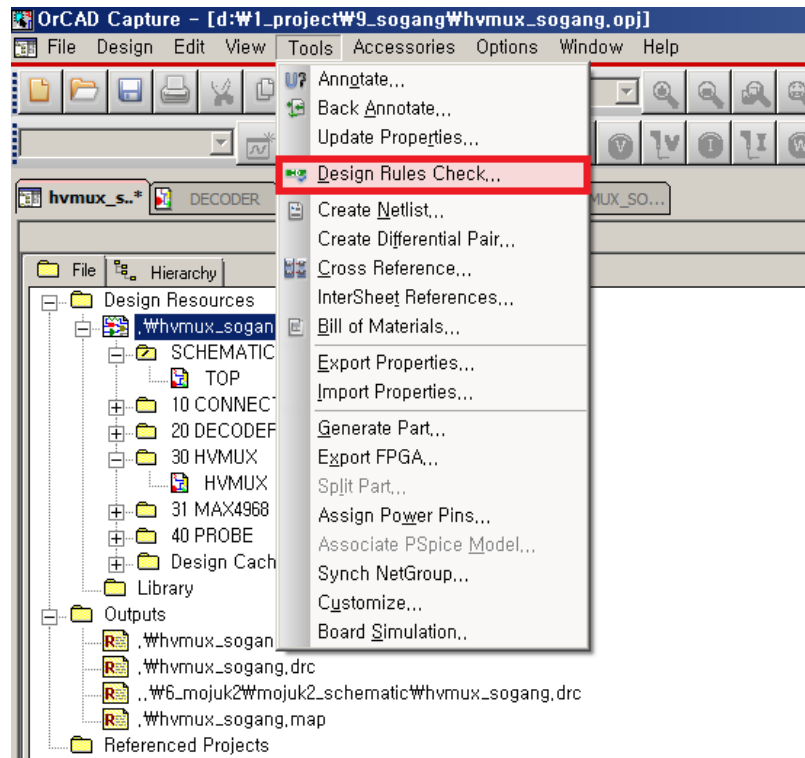 OrCAD Capture - [d:₩1_project₩9_sogang₩hvmux_sogang.opj]
File Design Edit View Tools Accessories Options Window Help
Annotate...
Back Annotate...
Update Properties...
Design Rules Check...
Create Netlist...
Create Differential Pair...
Cross Reference...
InterSheet References...
Bill of Materials...
Export Properties...
Import Properties...
Generate Part...
Export FPGA...
Split Part...
Assign Power Pins...
Associate PSpice Model...
Synch NetGroup...
Customize...
Board Simulation..
hvmux_s..* DECODER MUX_SO...
File Hierarchy
Design Resources
.₩hvmux_sogan
SCHEMATIC
TOP
10 CONNECT
20 DECODER
30 HVMUX
HVMUX
31 MAX4968
40 PROBE
Design Cach
Library
Outputs
.₩hvmux_sogan
.₩hvmux_sogang.drc
..₩6_mojuk2₩mojuk2_schematic₩hvmux_sogang.drc
.₩hvmux_sogang.map
Referenced Projects